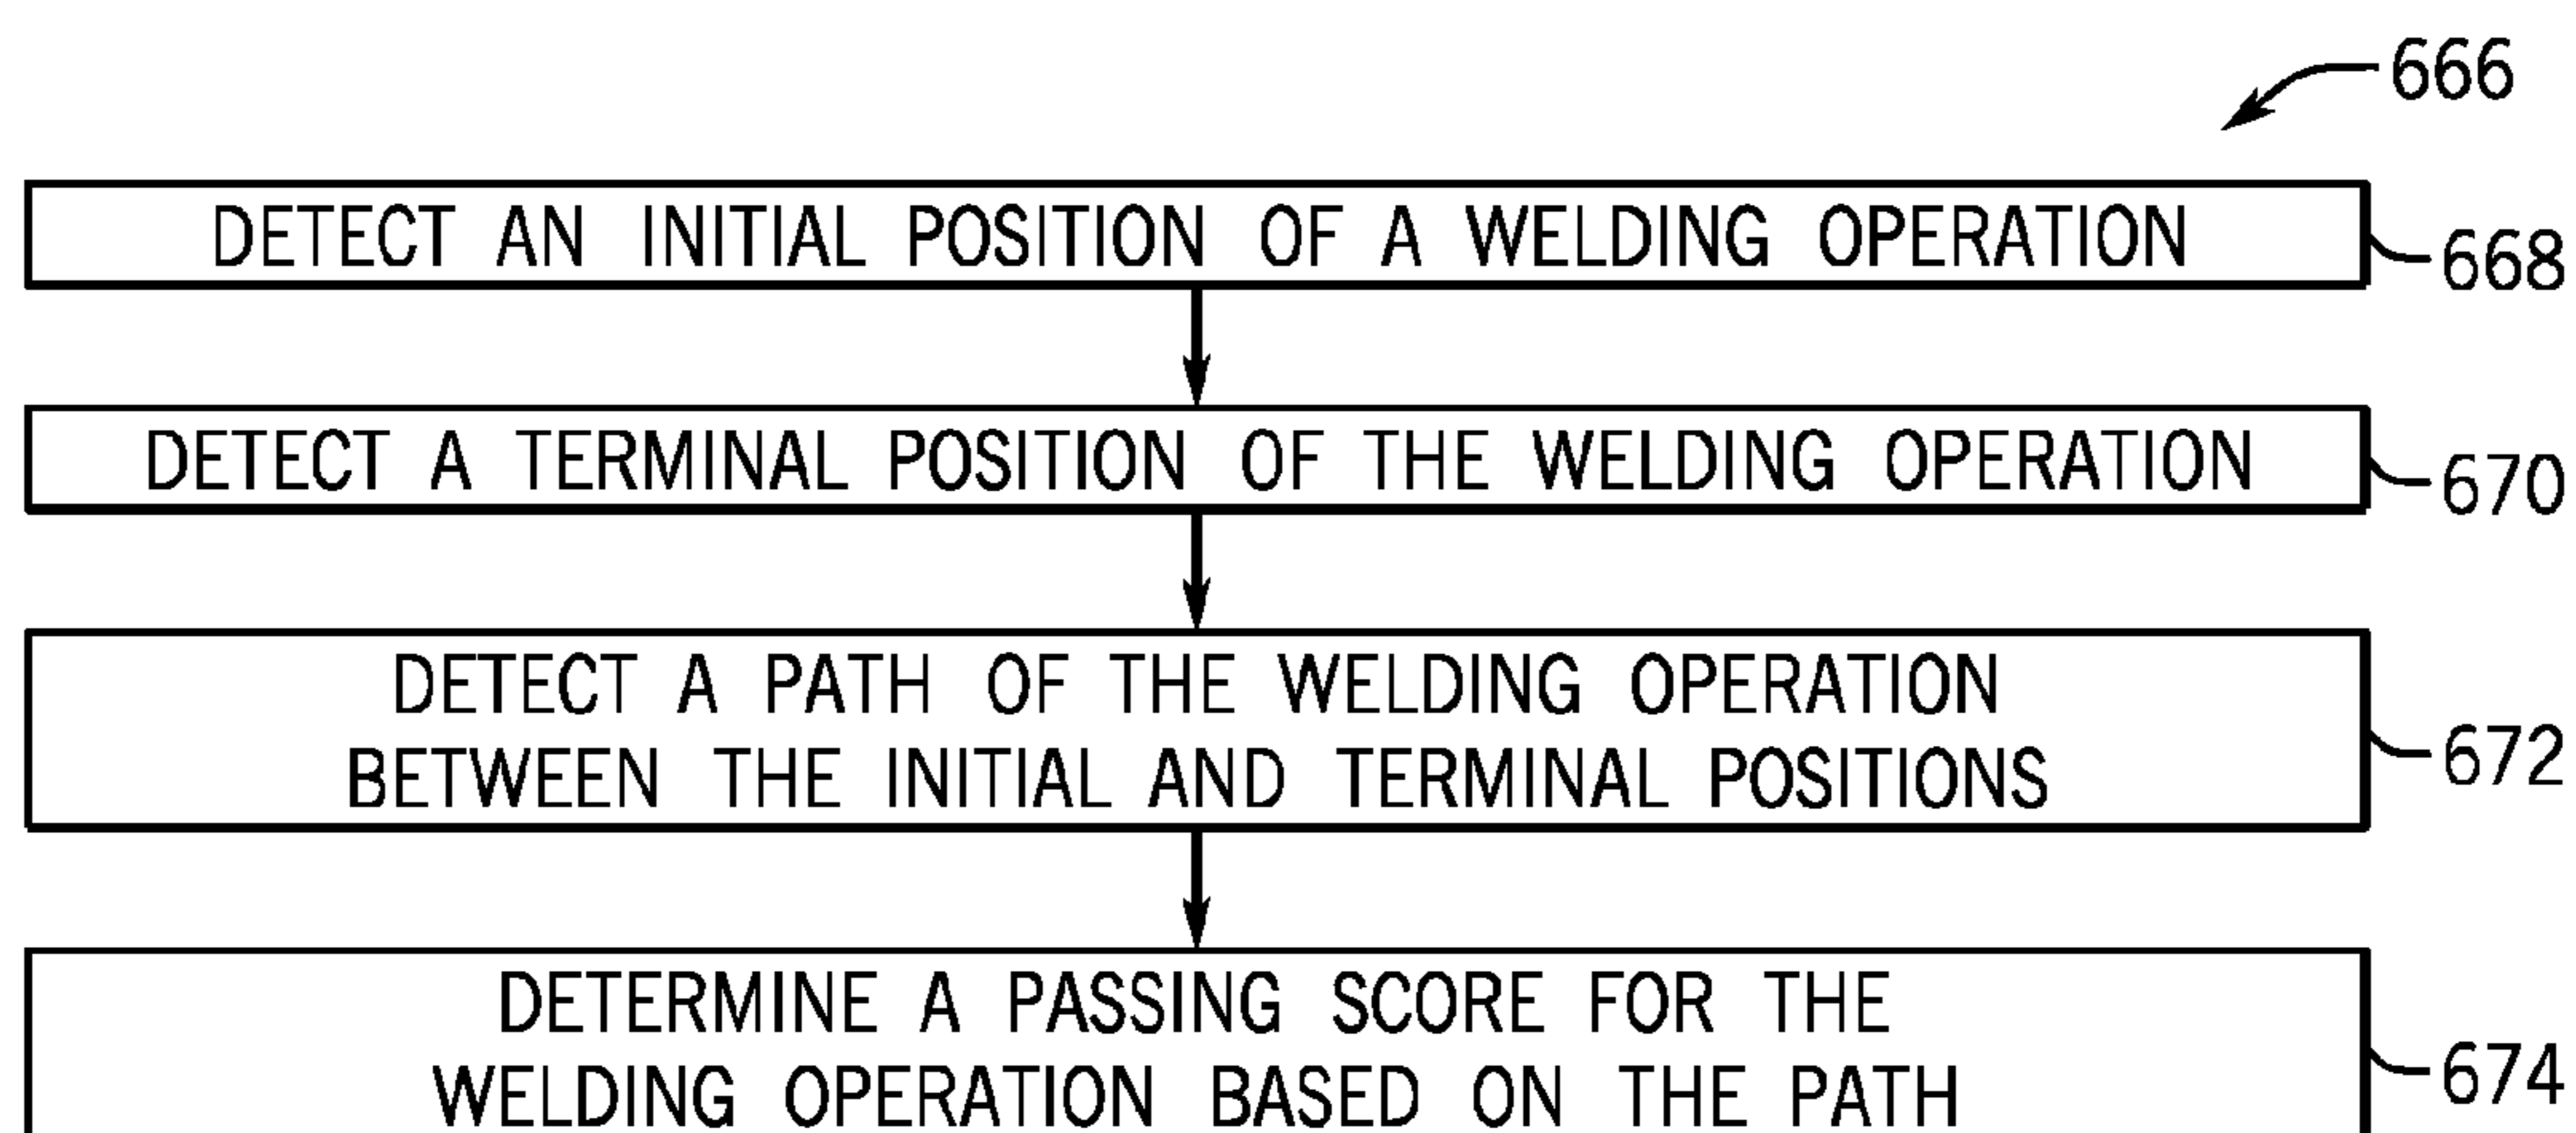 666
DETECT AN INITIAL POSITION OF A WELDING OPERATION
668
DETECT A TERMINAL POSITION OF THE WELDING OPERATION
670
DETECT A PATH OF THE WELDING OPERATION
BETWEEN THE INITIAL AND TERMINAL POSITIONS
672
DETERMINE A PASSING SCORE FOR THE
WELDING OPERATION BASED ON THE PATH
674